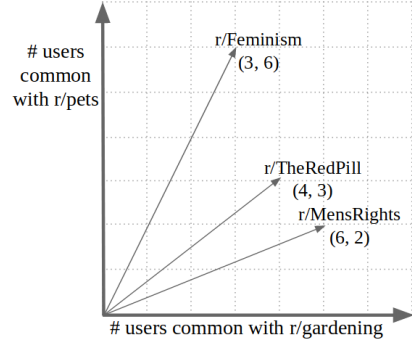 r/Feminism
(3, 6)
# users
common
with r/pets
r/TheRedPill
(4, 3)
r/MensRights
(6, 2)
# users common with r/gardening